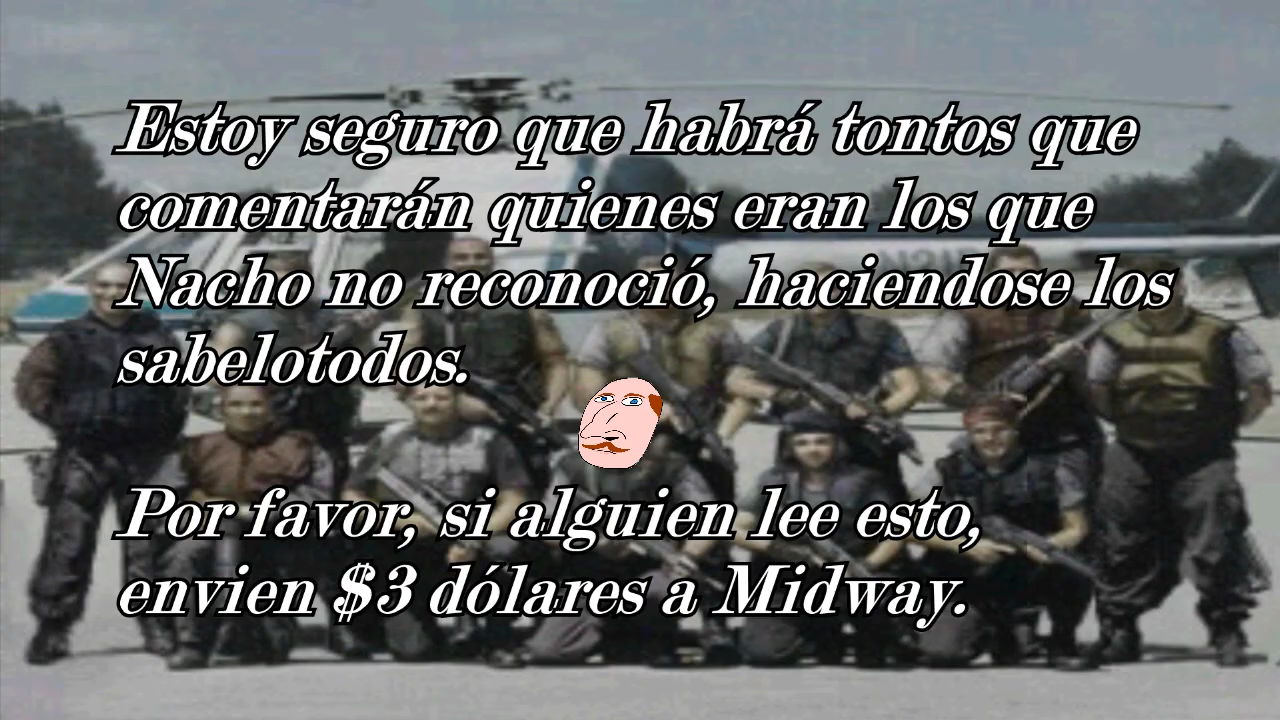 Estoy seguro que habrá tontos que
comentarán quienes eran los que
Nacho no reconoció, haciendose los
sabelotodos.
Por favor, si alguien lee esto,
envien $3 dólares a Midway.